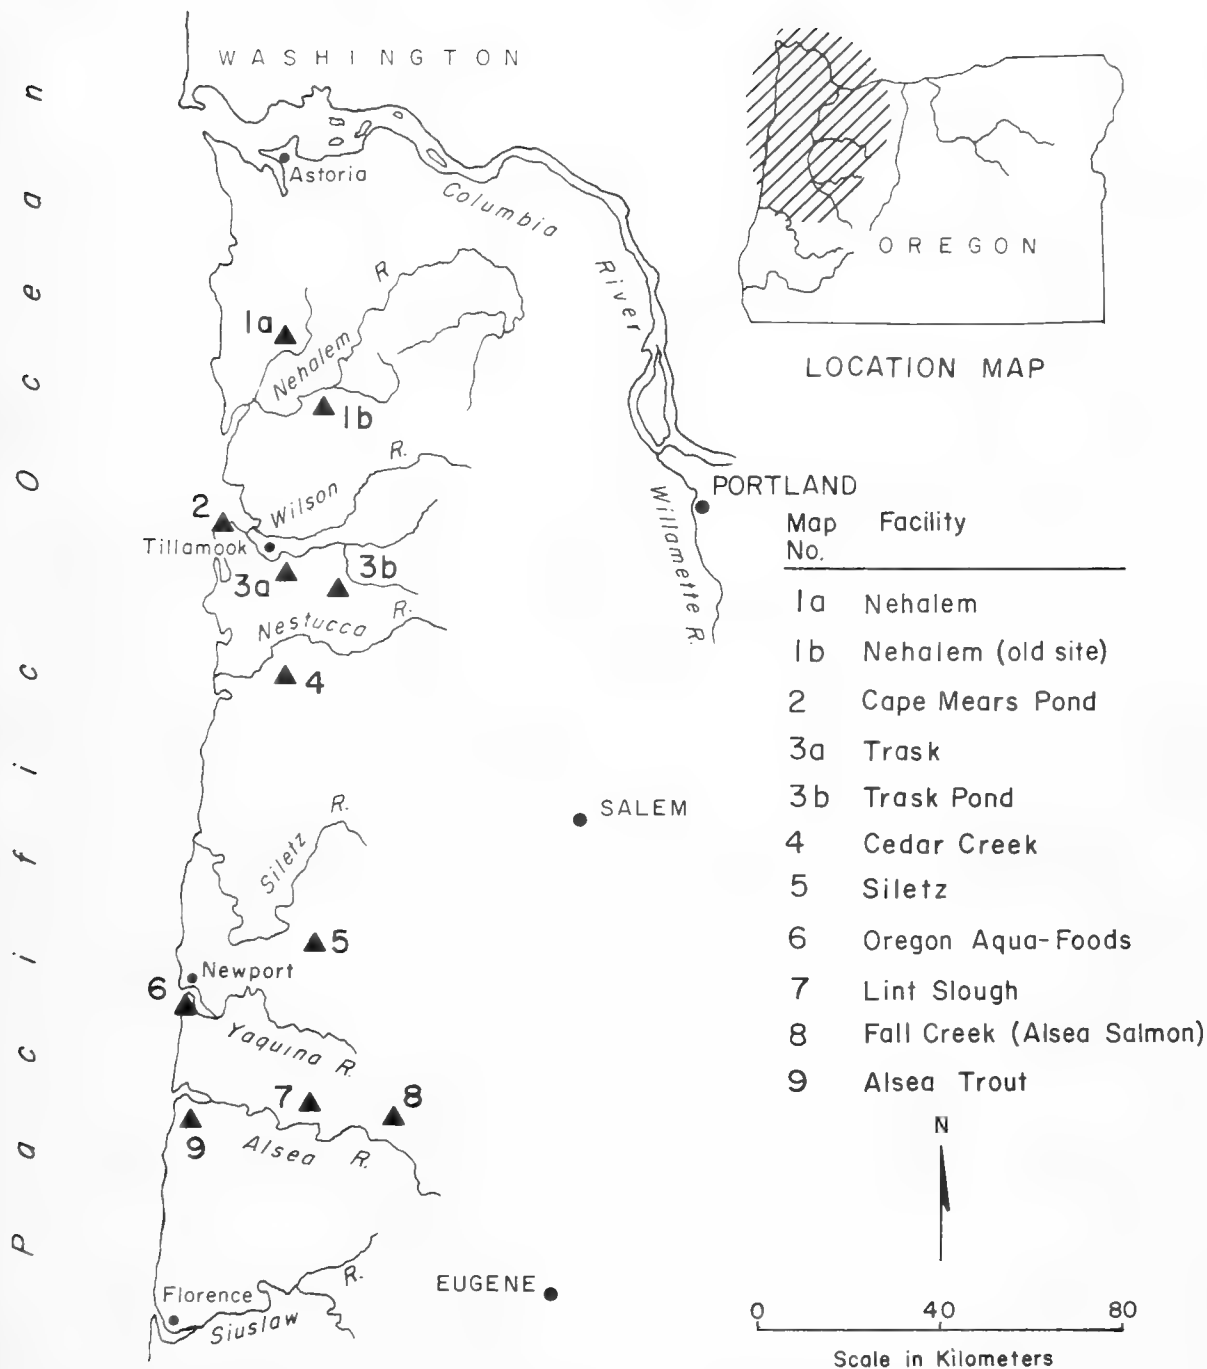 WASHINGTON
Pacific Ocean
Astoria
Columbia River
OREGON
LOCATION MAP
1a
Nehalem R
1b
Wilson R.
2
Tillamook
3a
3b
Nestucca R.
4
PORTLAND
Willamette R.
SALEM
Siletz R.
5
Newport
6
Yaquina R.
7
8
9
Alsea R.
Florence
Siuslaw R.
EUGENE
Map No. Facility
1a Nehalem
1b Nehalem (old site)
2 Cape Mears Pond
3a Trask
3b Trask Pond
4 Cedar Creek
5 Siletz
6 Oregon Aqua-Foods
7 Lint Slough
8 Fall Creek (Alsea Salmon)
9 Alsea Trout
N
0 40 80
Scale in Kilometers